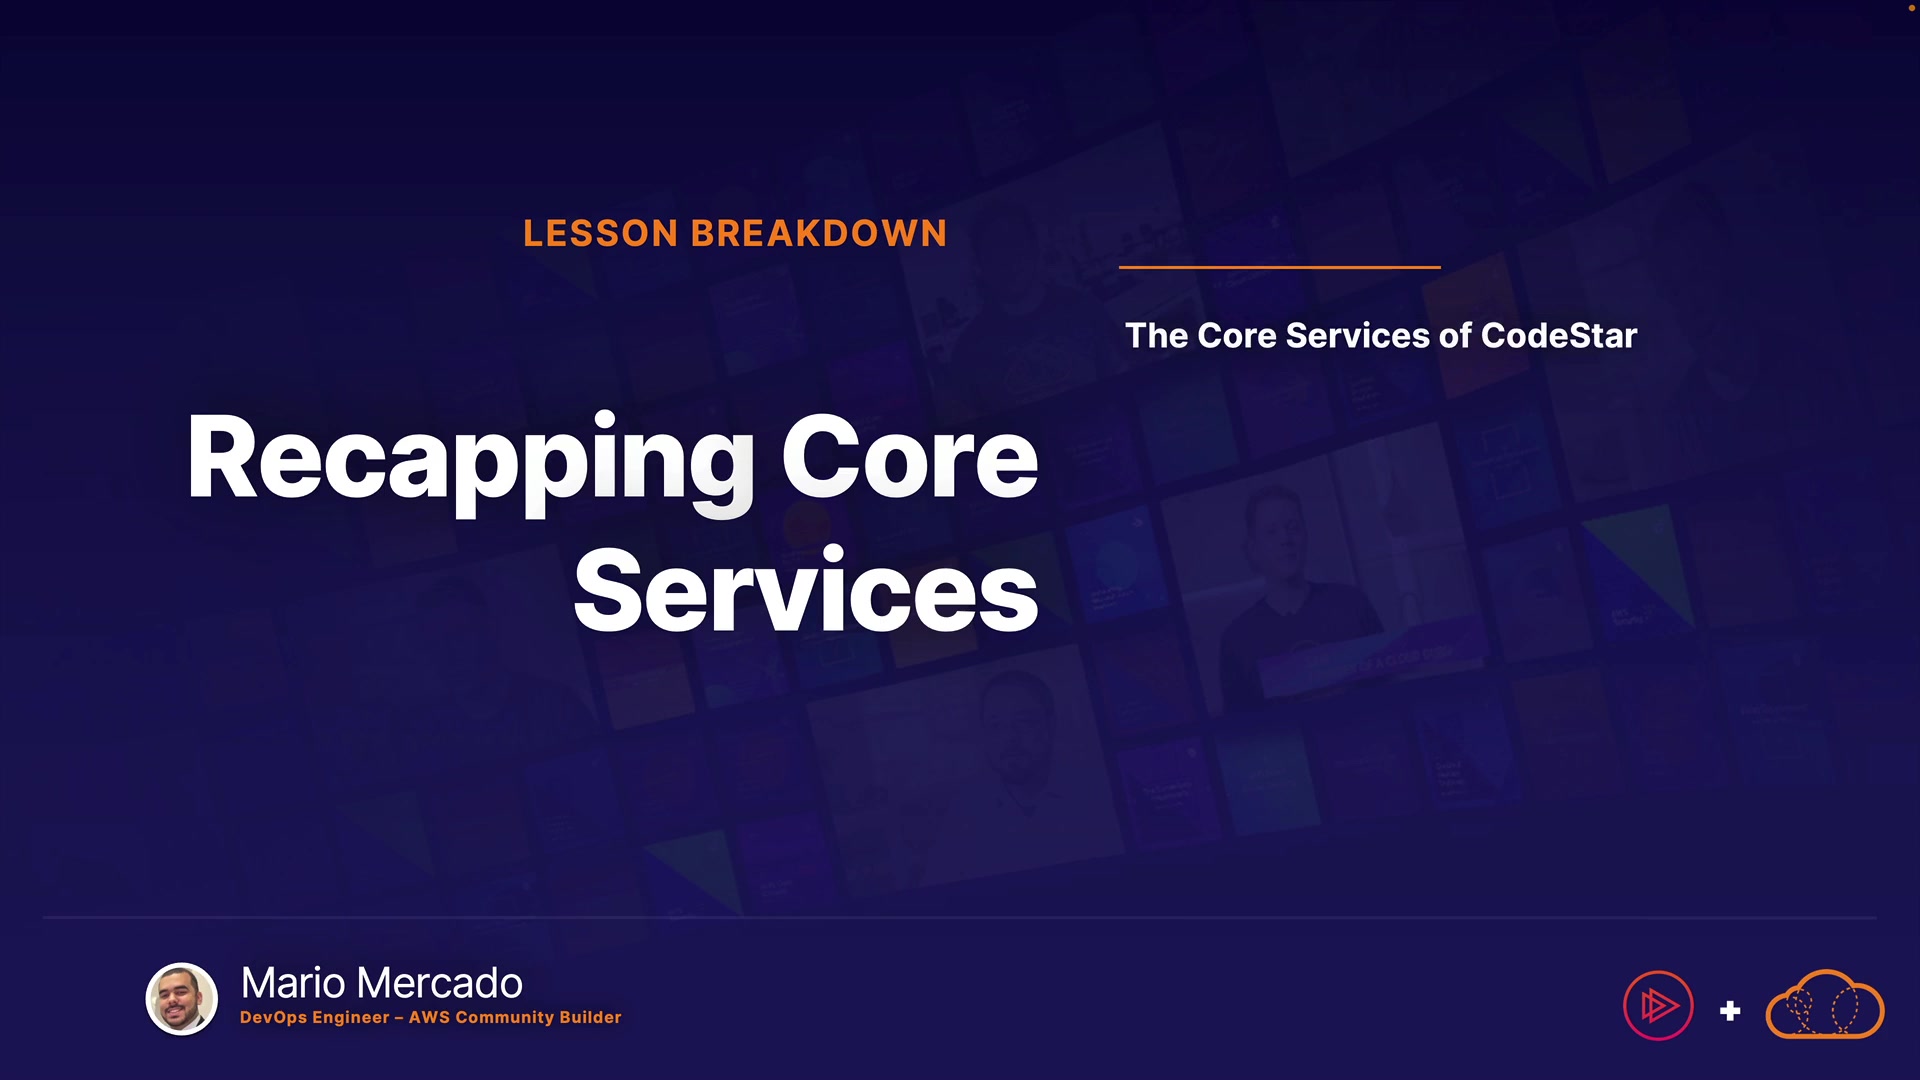 LESSON BREAKDOWN
The Core Services of CodeStar
Recapping Core
Services
Mario Mercado
DevOps Engineer – AWS Community Builder